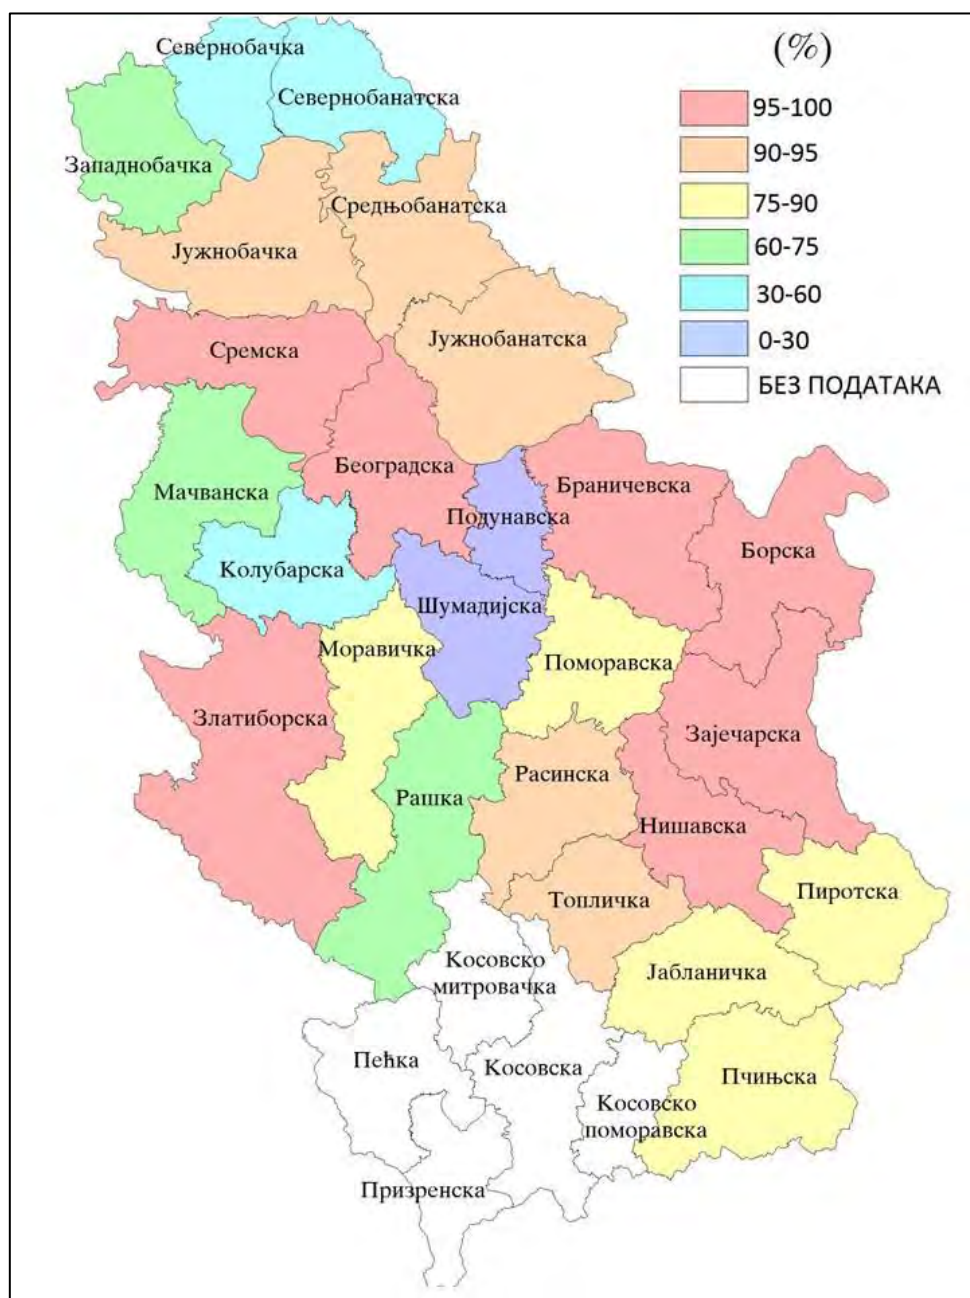 (%)
95-100
90-95
75-90
60-75
30-60
0-30
БЕЗ ПОДАТАКА
Севернобачка
Севернобанатска
Западнобачка
Средњобанатска
Јужнобачка
Јужнобанатска
Сремска
Београдска
Мачванска
Подунавска
Браничевска
Борска
Колубарска
Шумадијска
Моравичка
Поморавска
Златиборска
Зајечарска
Расинска
Рашка
Нишавска
Топличка
Пиротска
Косовско
митровачка
Јабланичка
Пећка
Косовска
Пчињска
Косовско
поморавска
Призренска